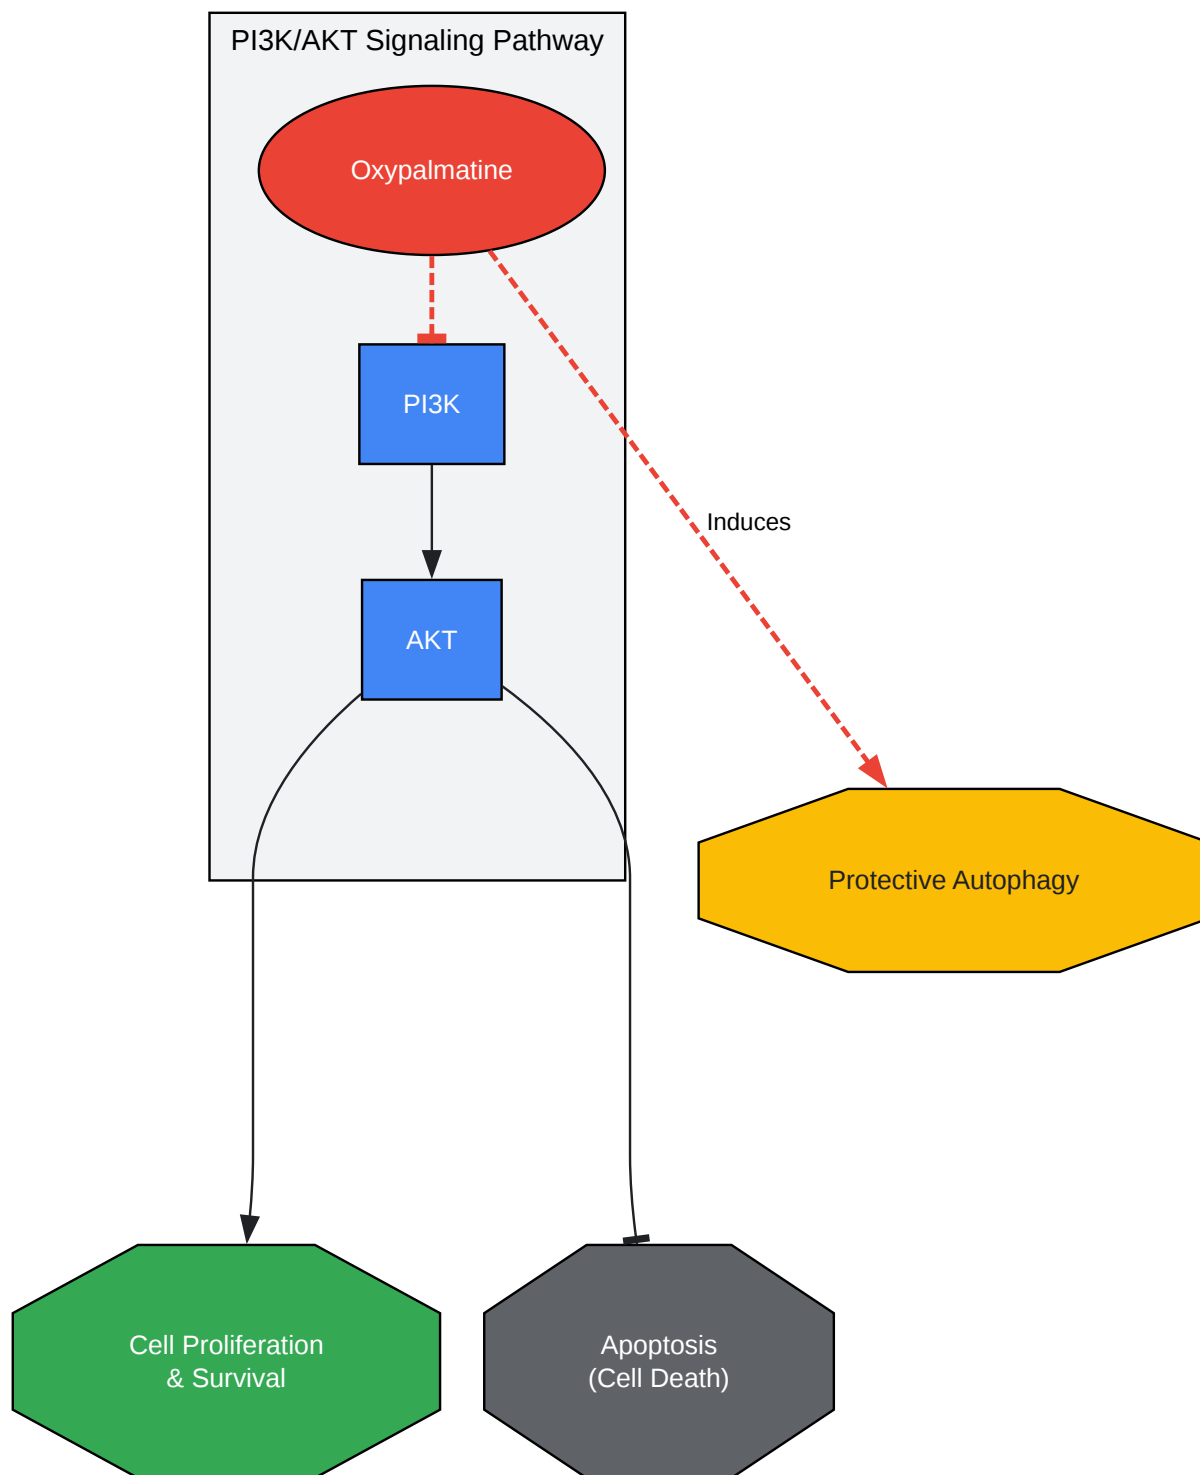 PI3K/AKT Signaling Pathway
Oxypalmatine
PI3K
Induces
AKT
Protective Autophagy
Cell Proliferation
& Survival
Apoptosis
(Cell Death)